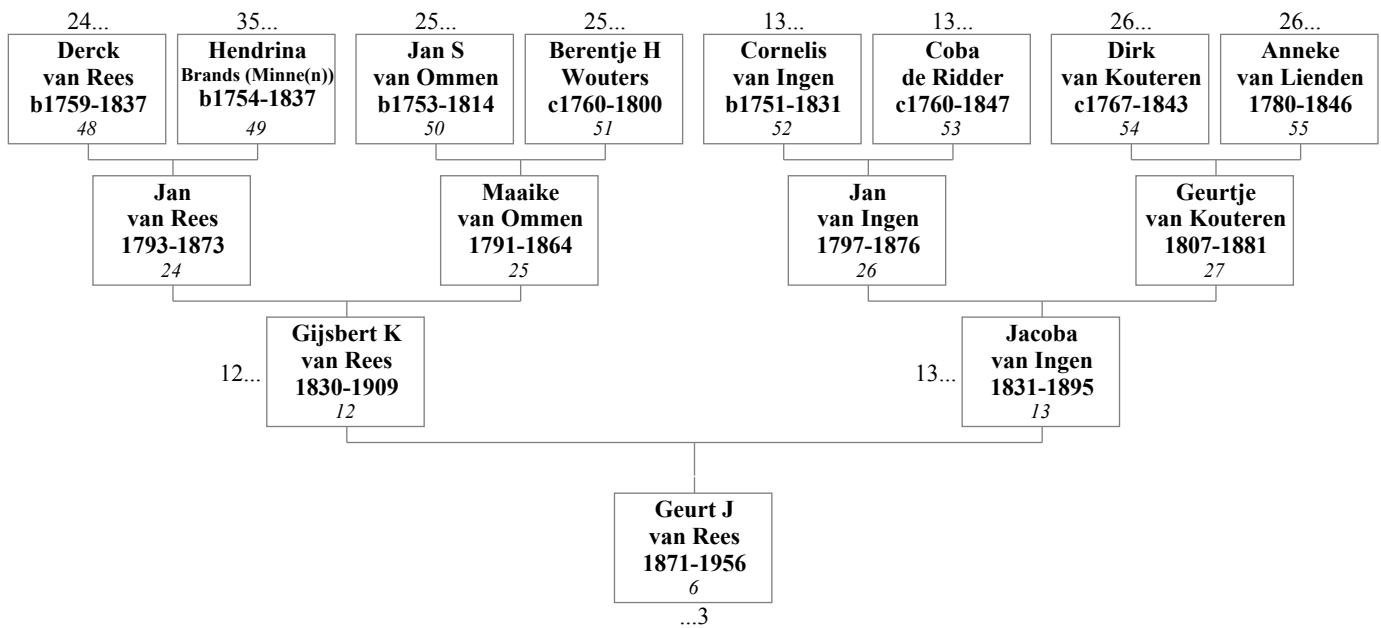 24...
35...
25...
25...
13...
13...
26...
26...
Derck
van Rees
b1759-1837
48
Hendrina
Brands (Minne(n))
b1754-1837
49
Jan S
van Ommen
b1753-1814
50
Berentje H
Wouters
c1760-1800
51
Cornelis
van Ingen
b1751-1831
52
Coba
de Ridder
c1760-1847
53
Dirk
van Kouteren
c1767-1843
54
Anneke
van Lienden
1780-1846
55
Jan
van Rees
1793-1873
24
Maaike
van Ommen
1791-1864
25
Jan
van Ingen
1797-1876
26
Geurtje
van Kouteren
1807-1881
27
12...
Gijsbert K
van Rees
1830-1909
12
13...
Jacoba
van Ingen
1831-1895
13
Geurt J
van Rees
1871-1956
6
...3